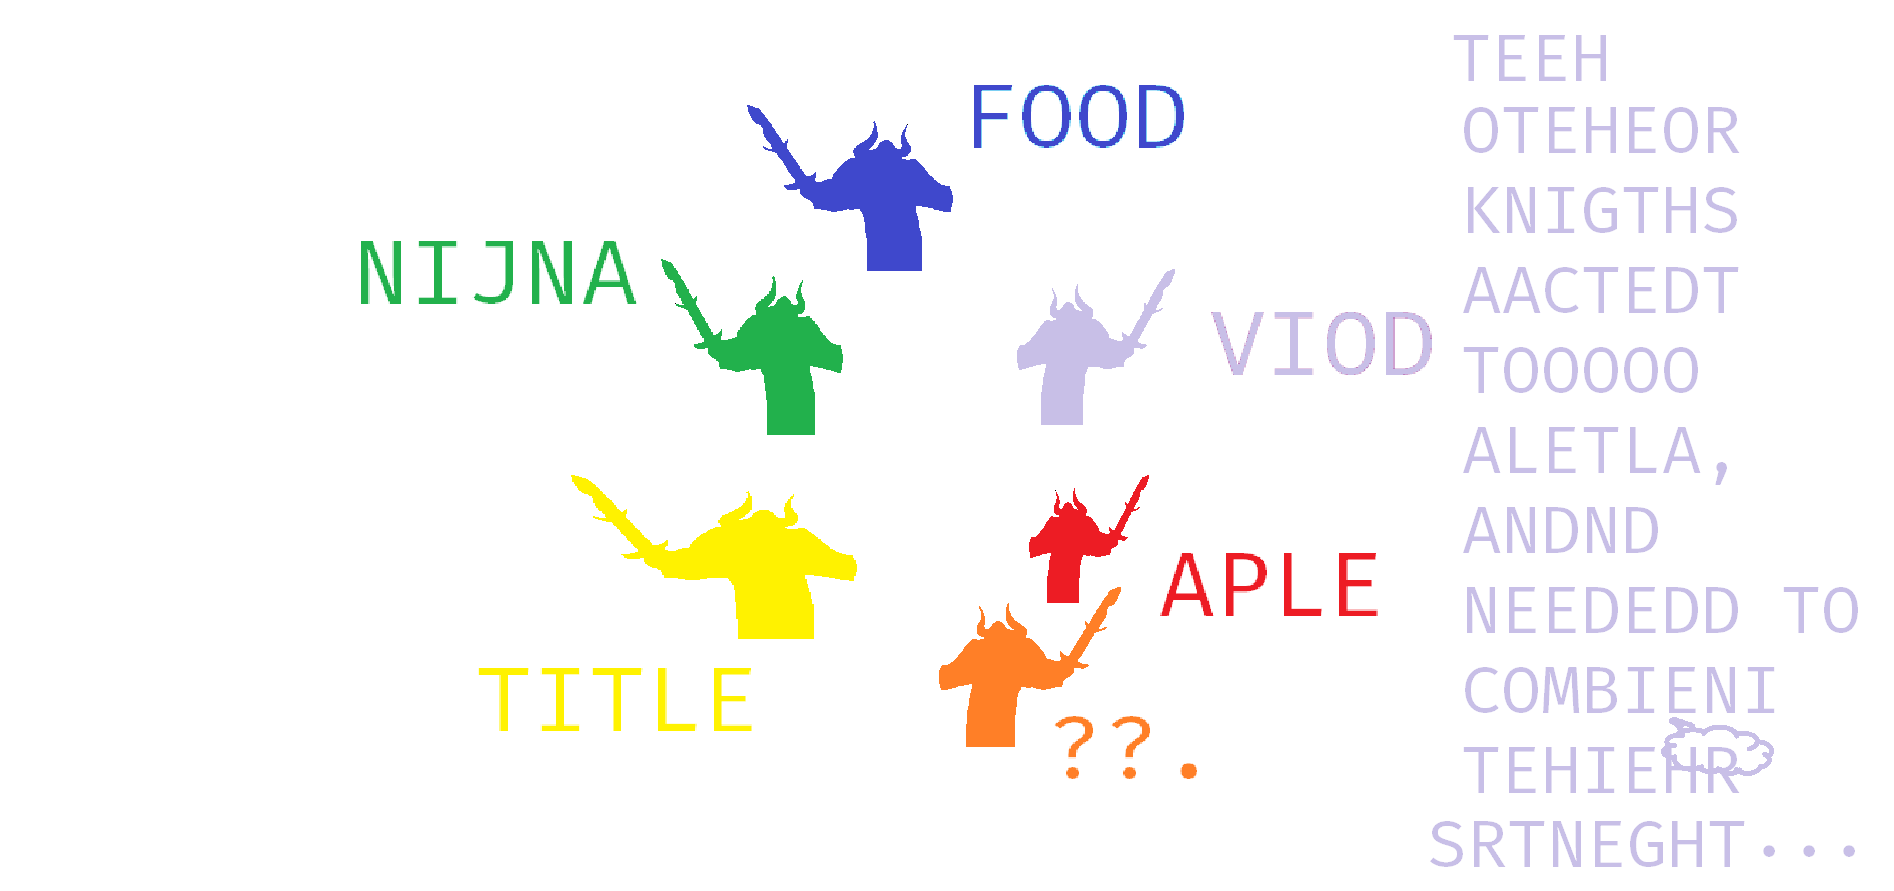 FOOD
NIJNA
VIOD
APLE
TITLE
??.
TEEH
OTEHEOR
KNIGTHS
AACTEDT
TOOOOO
ALETLA,
ANDND
NEEDEDD TO
COMBIENI
TEHIEHR
SRTNEGHT...